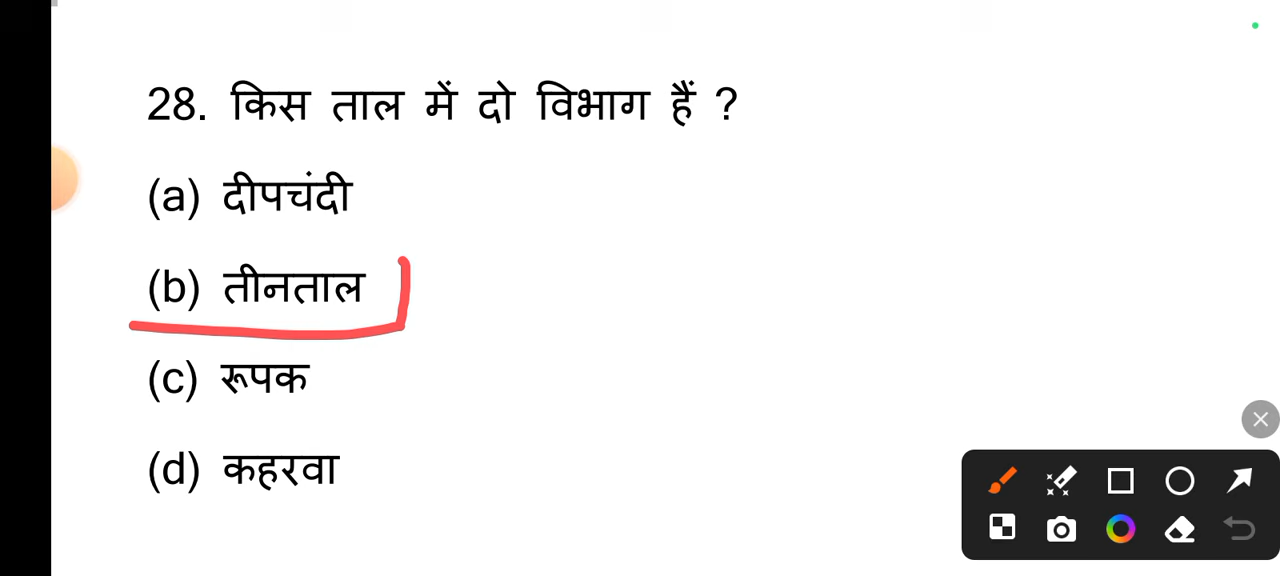 28. किस ताल में दो विभाग हैं ?
(a) दीपचंदी
(b) तीनताल
(c) रूपक
(d) कहरवा